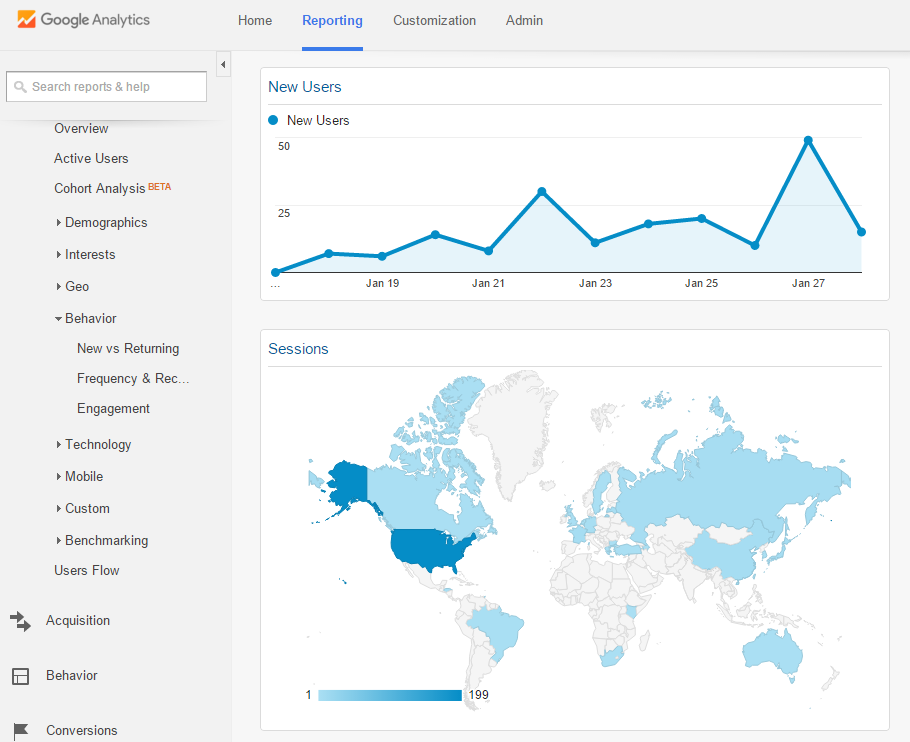 Google Analytics
Home
Reporting
Customization
Admin
Search reports & help
Overview
Active Users
Cohort Analysis BETA
Demographics
Interests
Geo
Behavior
New vs Returning
Frequency & Rec...
Engagement
Technology
Mobile
Custom
Benchmarking
Users Flow
Acquisition
Behavior
Conversions
New Users
New Users
50
25
...
Jan 19
Jan 21
Jan 23
Jan 25
Jan 27
Sessions
1
199